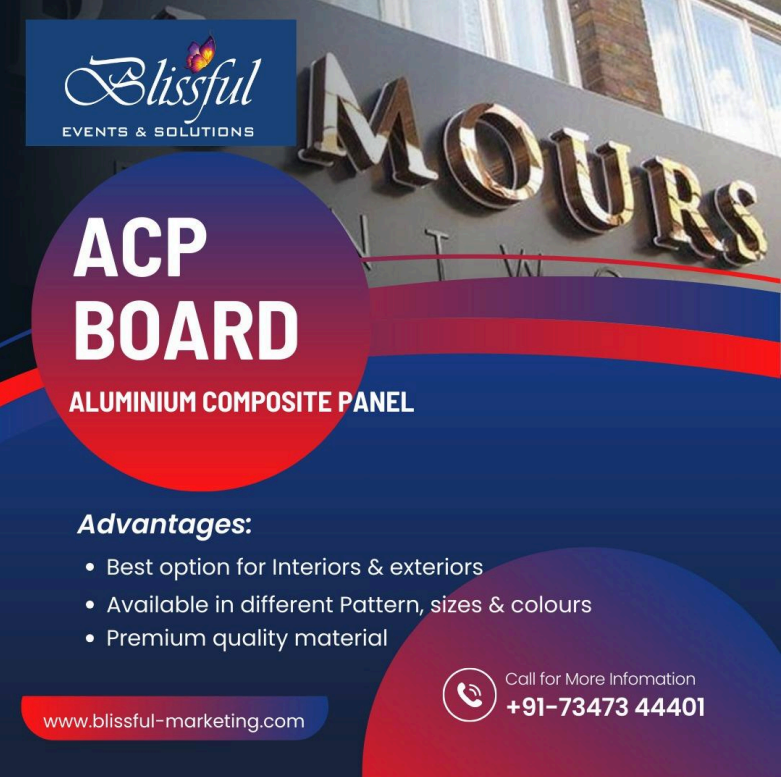 Blissful
EVENTS & SOLUTIONS
MOURS
ACP
BOARD
ALUMINIUM COMPOSITE PANEL
Advantages:
• Best option for Interiors & exteriors
• Available in different Pattern, sizes & colours
• Premium quality material
Call for More Infomation
+91-73473 44401
www.blissful-marketing.com